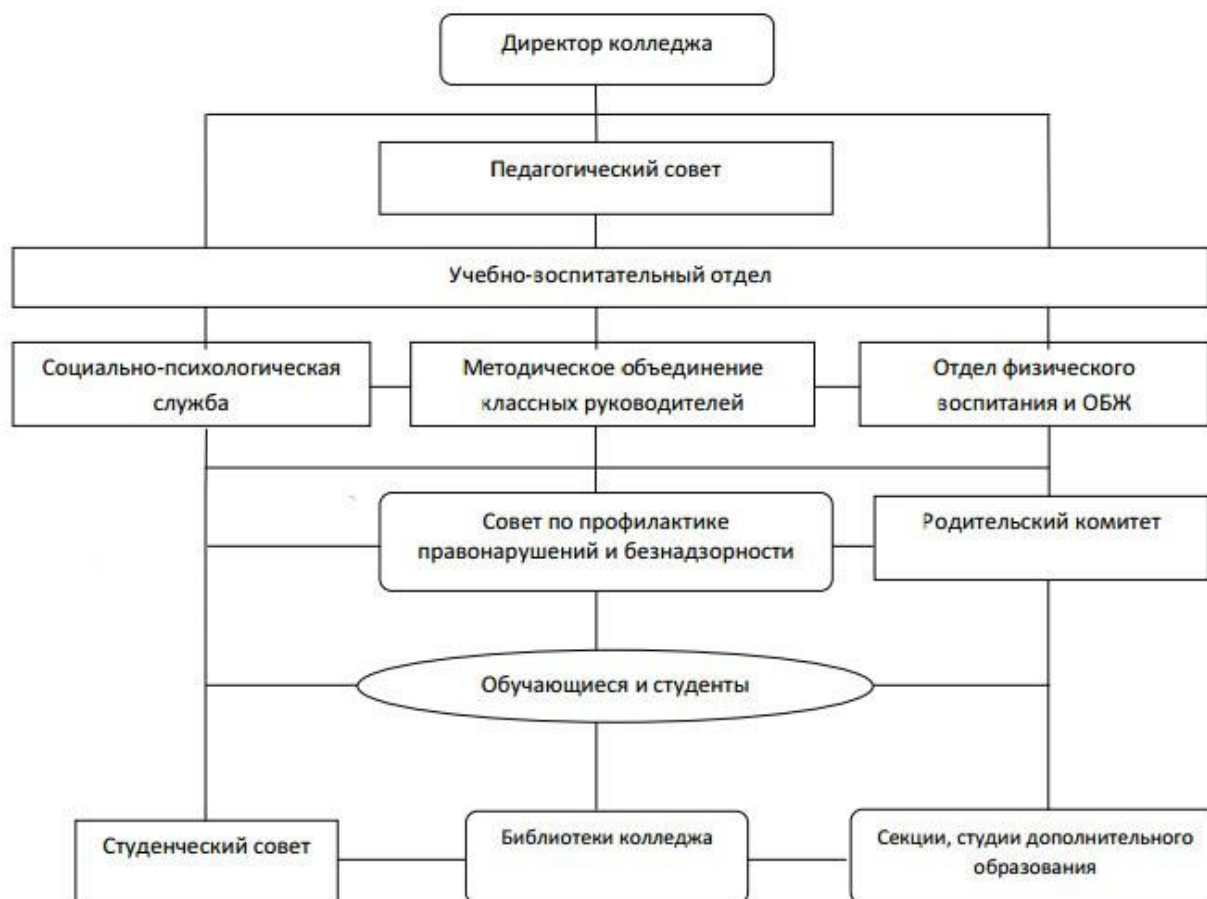 Директор колледжа
Педагогический совет
Учебно-воспитательный отдел
Социально-психологическая
служба
Методическое объединение
классных руководителей
Отдел физического
воспитания и ОБЖ
Совет по профилактике
правонарушений и безнадзорности
Родительский комитет
Обучающиеся и студенты
Студенческий совет
Библиотеки колледжа
Секции, студии дополнительного
образования